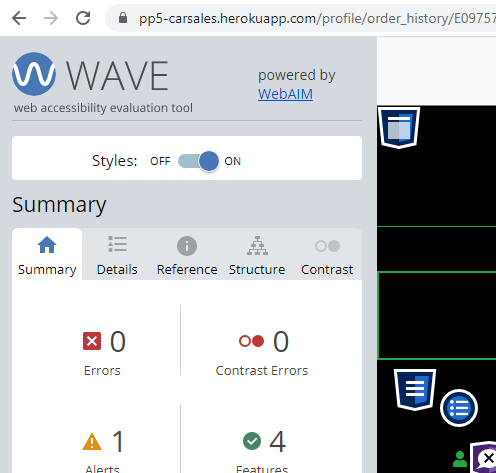 pp5-carsales.herokuapp.com/profile/order_history/E09757
WAVE
web accessibility evaluation tool
powered by
WebAIM
Styles: OFF ON
Summary
Summary Details Reference Structure Contrast
0 0
Errors Contrast Errors
1 4
Alerts Features